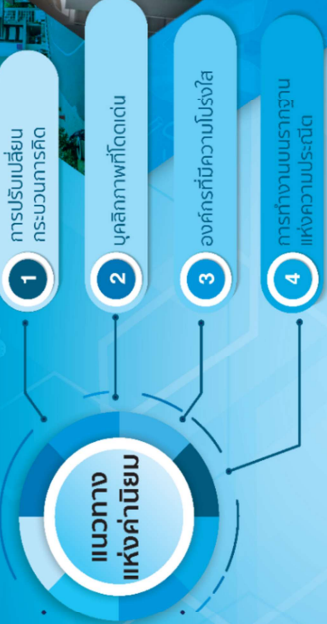 แนวทาง
แห่งค่านิยม
1
การปรับเปลี่ยน
กระบวนการคิด
2
บุคลิกภาพที่โดดเด่น
3
องค์กรที่มีความโปร่งใส
4
การทำงานบนรากฐาน
แห่งความประณีต